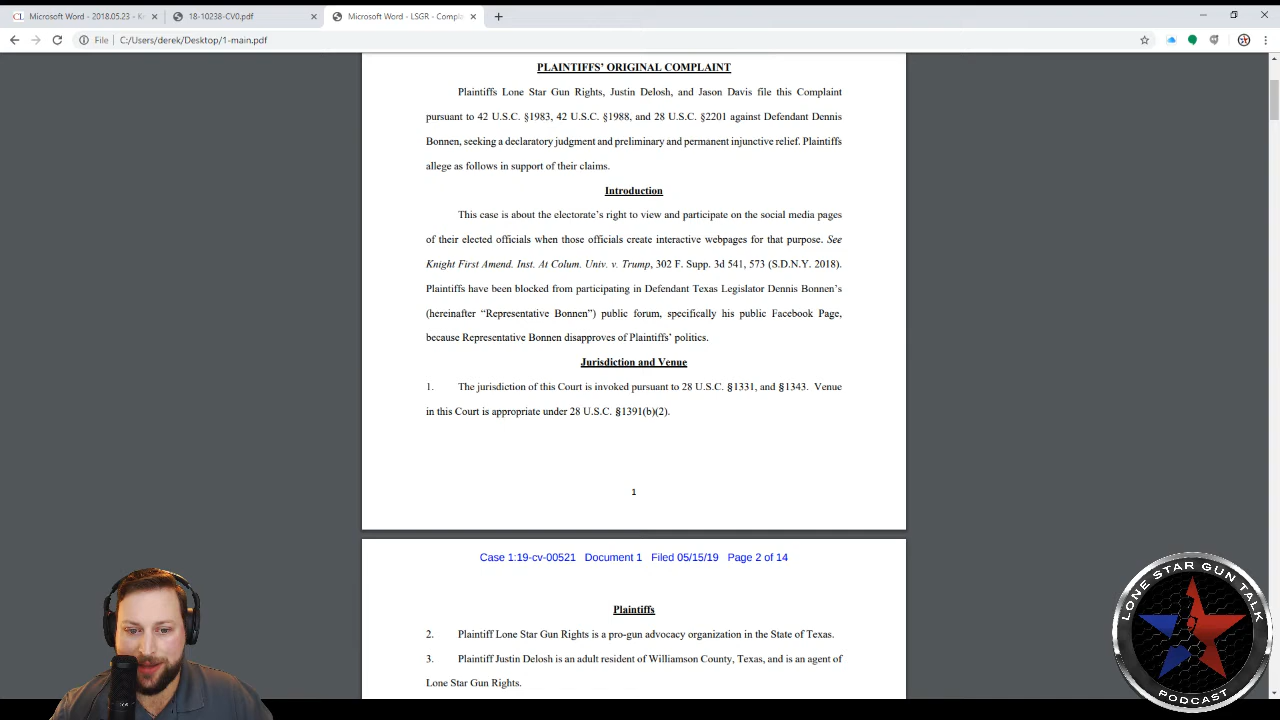 Microsoft Word - 2018.05.23 - K
18-10238-CV0.pdf
Microsoft Word - LSGR - Compla
File
C:/Users/derek/Desktop/1-main.pdf
PLAINTIFFS' ORIGINAL COMPLAINT
Plaintiffs Lone Star Gun Rights, Justin Delosh, and Jason Davis file this Complaint
pursuant to 42 U.S.C. §1983, 42 U.S.C. §1988, and 28 U.S.C. §2201 against Defendant Dennis
Bonnen, seeking a declaratory judgment and preliminary and permanent injunctive relief. Plaintiffs
allege as follows in support of their claims.
Introduction
This case is about the electorate's right to view and participate on the social media pages
of their elected officials when those officials create interactive webpages for that purpose. See
Knight First Amend. Inst. At Colum. Univ. v. Trump, 302 F. Supp. 3d 541, 573 (S.D.N.Y. 2018).
Plaintiffs have been blocked from participating in Defendant Texas Legislator Dennis Bonnen's
(hereinafter “Representative Bonnen”) public forum, specifically his public Facebook Page,
because Representative Bonnen disapproves of Plaintiffs' politics.
Jurisdiction and Venue
1. The jurisdiction of this Court is invoked pursuant to 28 U.S.C. §1331, and §1343. Venue
in this Court is appropriate under 28 U.S.C. §1391(b)(2).
1
Case 1:19-cv-00521 Document 1 Filed 05/15/19 Page 2 of 14
Plaintiffs
2. Plaintiff Lone Star Gun Rights is a pro-gun advocacy organization in the State of Texas.
3. Plaintiff Justin Delosh is an adult resident of Williamson County, Texas, and is an agent of
Lone Star Gun Rights.
LONE STAR GUN TALK
PODCAST